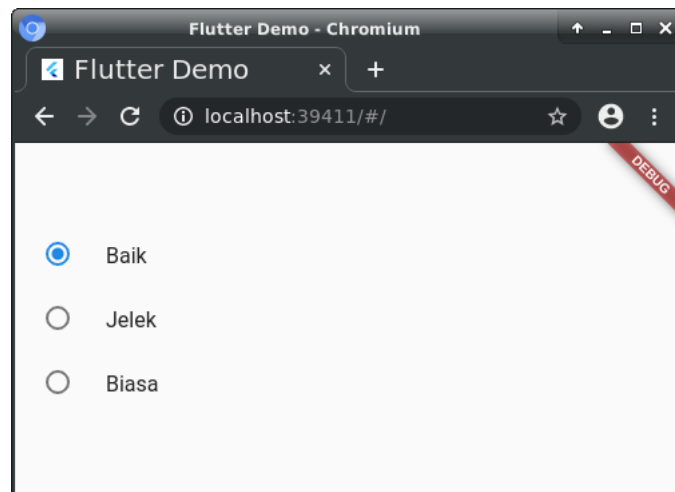 Flutter Demo - Chromium
Flutter Demo
localhost:39411/#/
DEBUG
Baik
Jelek
Biasa